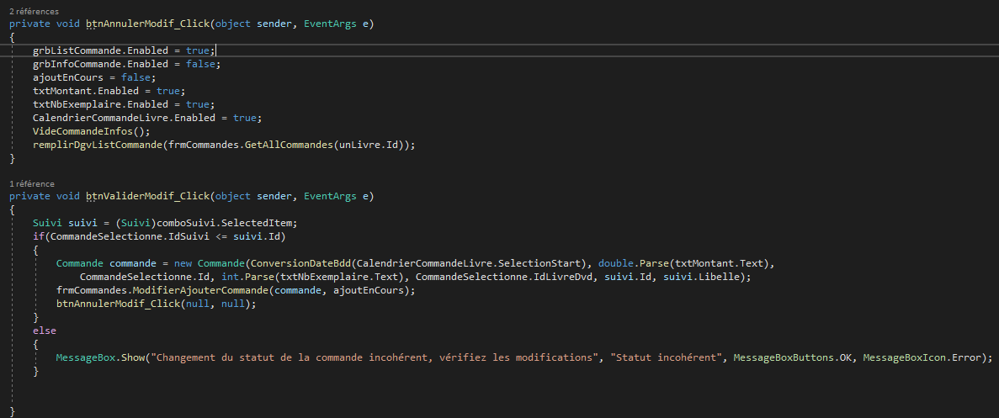 2 références
private void btnAnnulerModif_Click(object sender, EventArgs e)
{
grbListCommande.Enabled = true;
grbInfoCommande.Enabled = false;
ajoutEnCours = false;
txtMontant.Enabled = true;
txtNbExemplaire.Enabled = true;
CalendrierCommandeLivre.Enabled = true;
VideCommandeInfos();
remplirDgvListCommande(frmCommandes.GetAllCommandes(unLivre.Id));
}
1 référence
private void btnValiderModif_Click(object sender, EventArgs e)
{
Suivi suivi = (Suivi)comboSuivi.SelectedItem;
if(CommandeSelectionne.IdSuivi <= suivi.Id)
{
Commande commande = new Commande(ConversionDateBdd(CalendrierCommandeLivre.SelectionStart), double.Parse(txtMontant.Text),
CommandeSelectionne.Id, int.Parse(txtNbExemplaire.Text), CommandeSelectionne.IdLivreDvd, suivi.Id, suivi.Libelle);
frmCommandes.ModifierAjouterCommande(commande, ajoutEnCours);
btnAnnulerModif_Click(null, null);
}
else
{
MessageBox.Show("Changement du statut de la commande incohérent, vérifiez les modifications", "Statut incohérent", MessageBoxButtons.OK, MessageBoxIcon.Error);
}
}